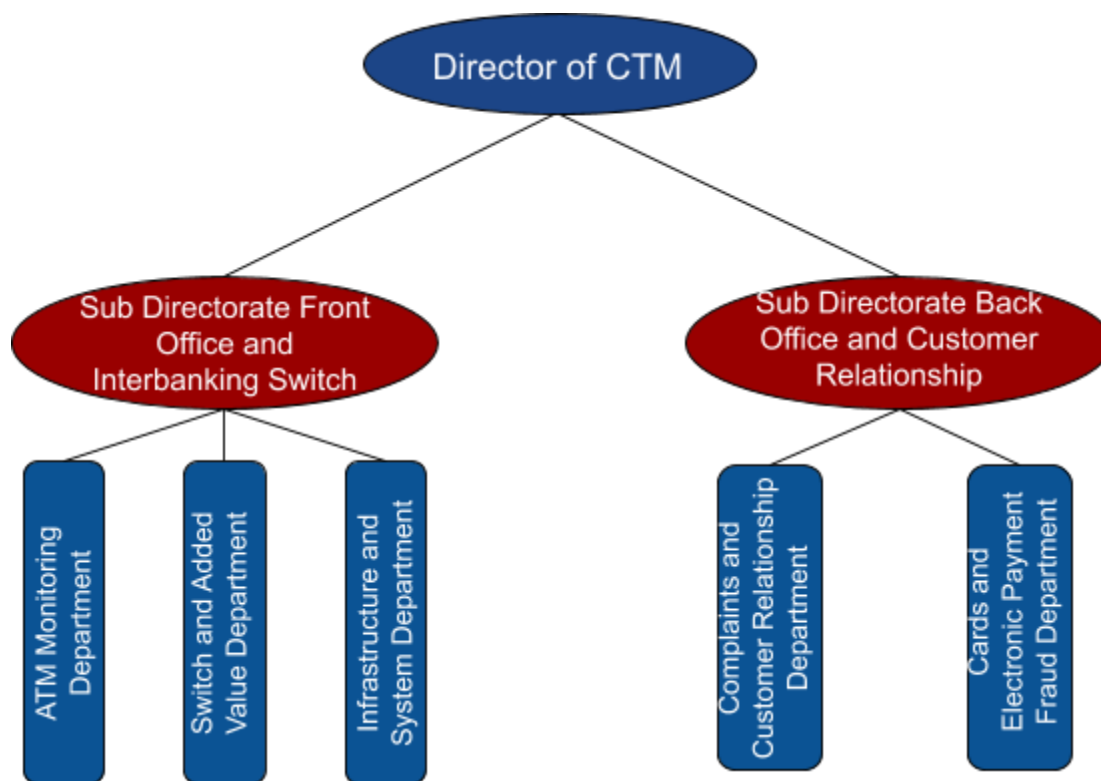 Director of CTM
Sub Directorate Front
Office and
Interbanking Switch
Sub Directorate Back
Office and Customer
Relationship
ATM Monitoring
Department
Switch and Added
Value Department
Infrastructure and
System Department
Complaints and
Customer Relationship
Department
Cards and
Electronic Payment
Fraud Department